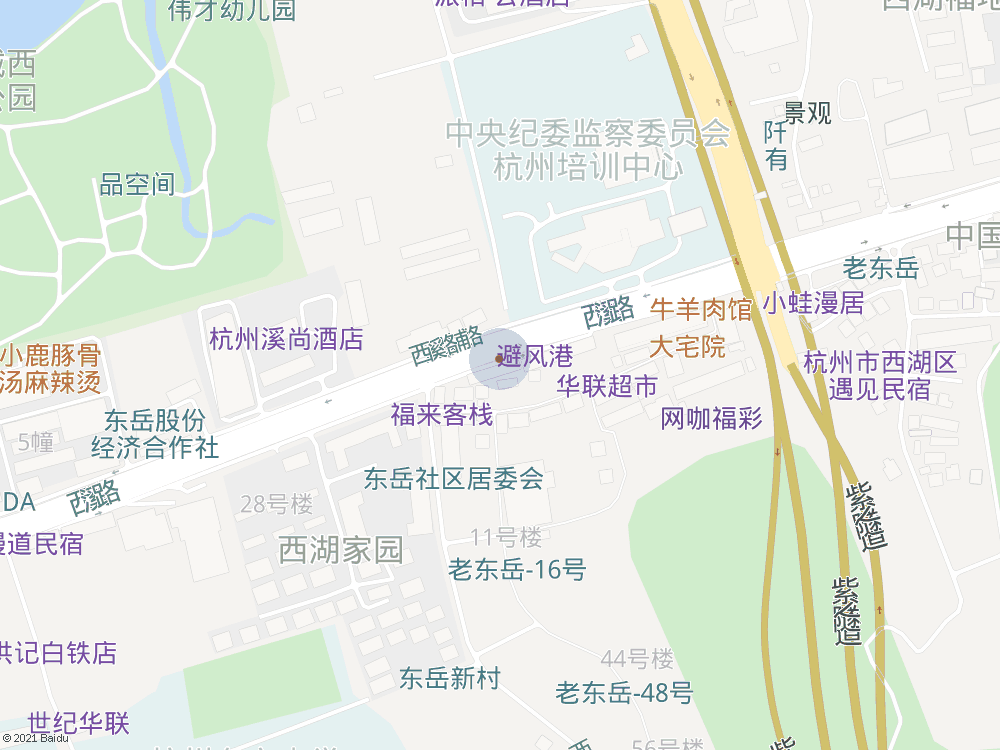 伟才幼儿园
城西
公园
景观
阡
有
中央纪委监察委员会
杭州培训中心
品空间
中国
老东岳
西溪路
牛羊肉馆
小蛙漫居
杭州溪尚酒店
西溪路辅路
避风港
大宅院
小鹿豚骨
汤麻辣烫
杭州市西湖区
遇见民宿
华联超市
福来客栈
网咖福彩
东岳股份
经济合作社
5幢
东岳社区居委会
DA
西溪路
28号楼
漫道民宿
西湖家园
11号楼
老东岳-16号
紫之隧道
紫之隧道
洪记白铁店
44号楼
东岳新村
老东岳-48号
世纪华联
西
紫
56号楼
© 2021 Baidu